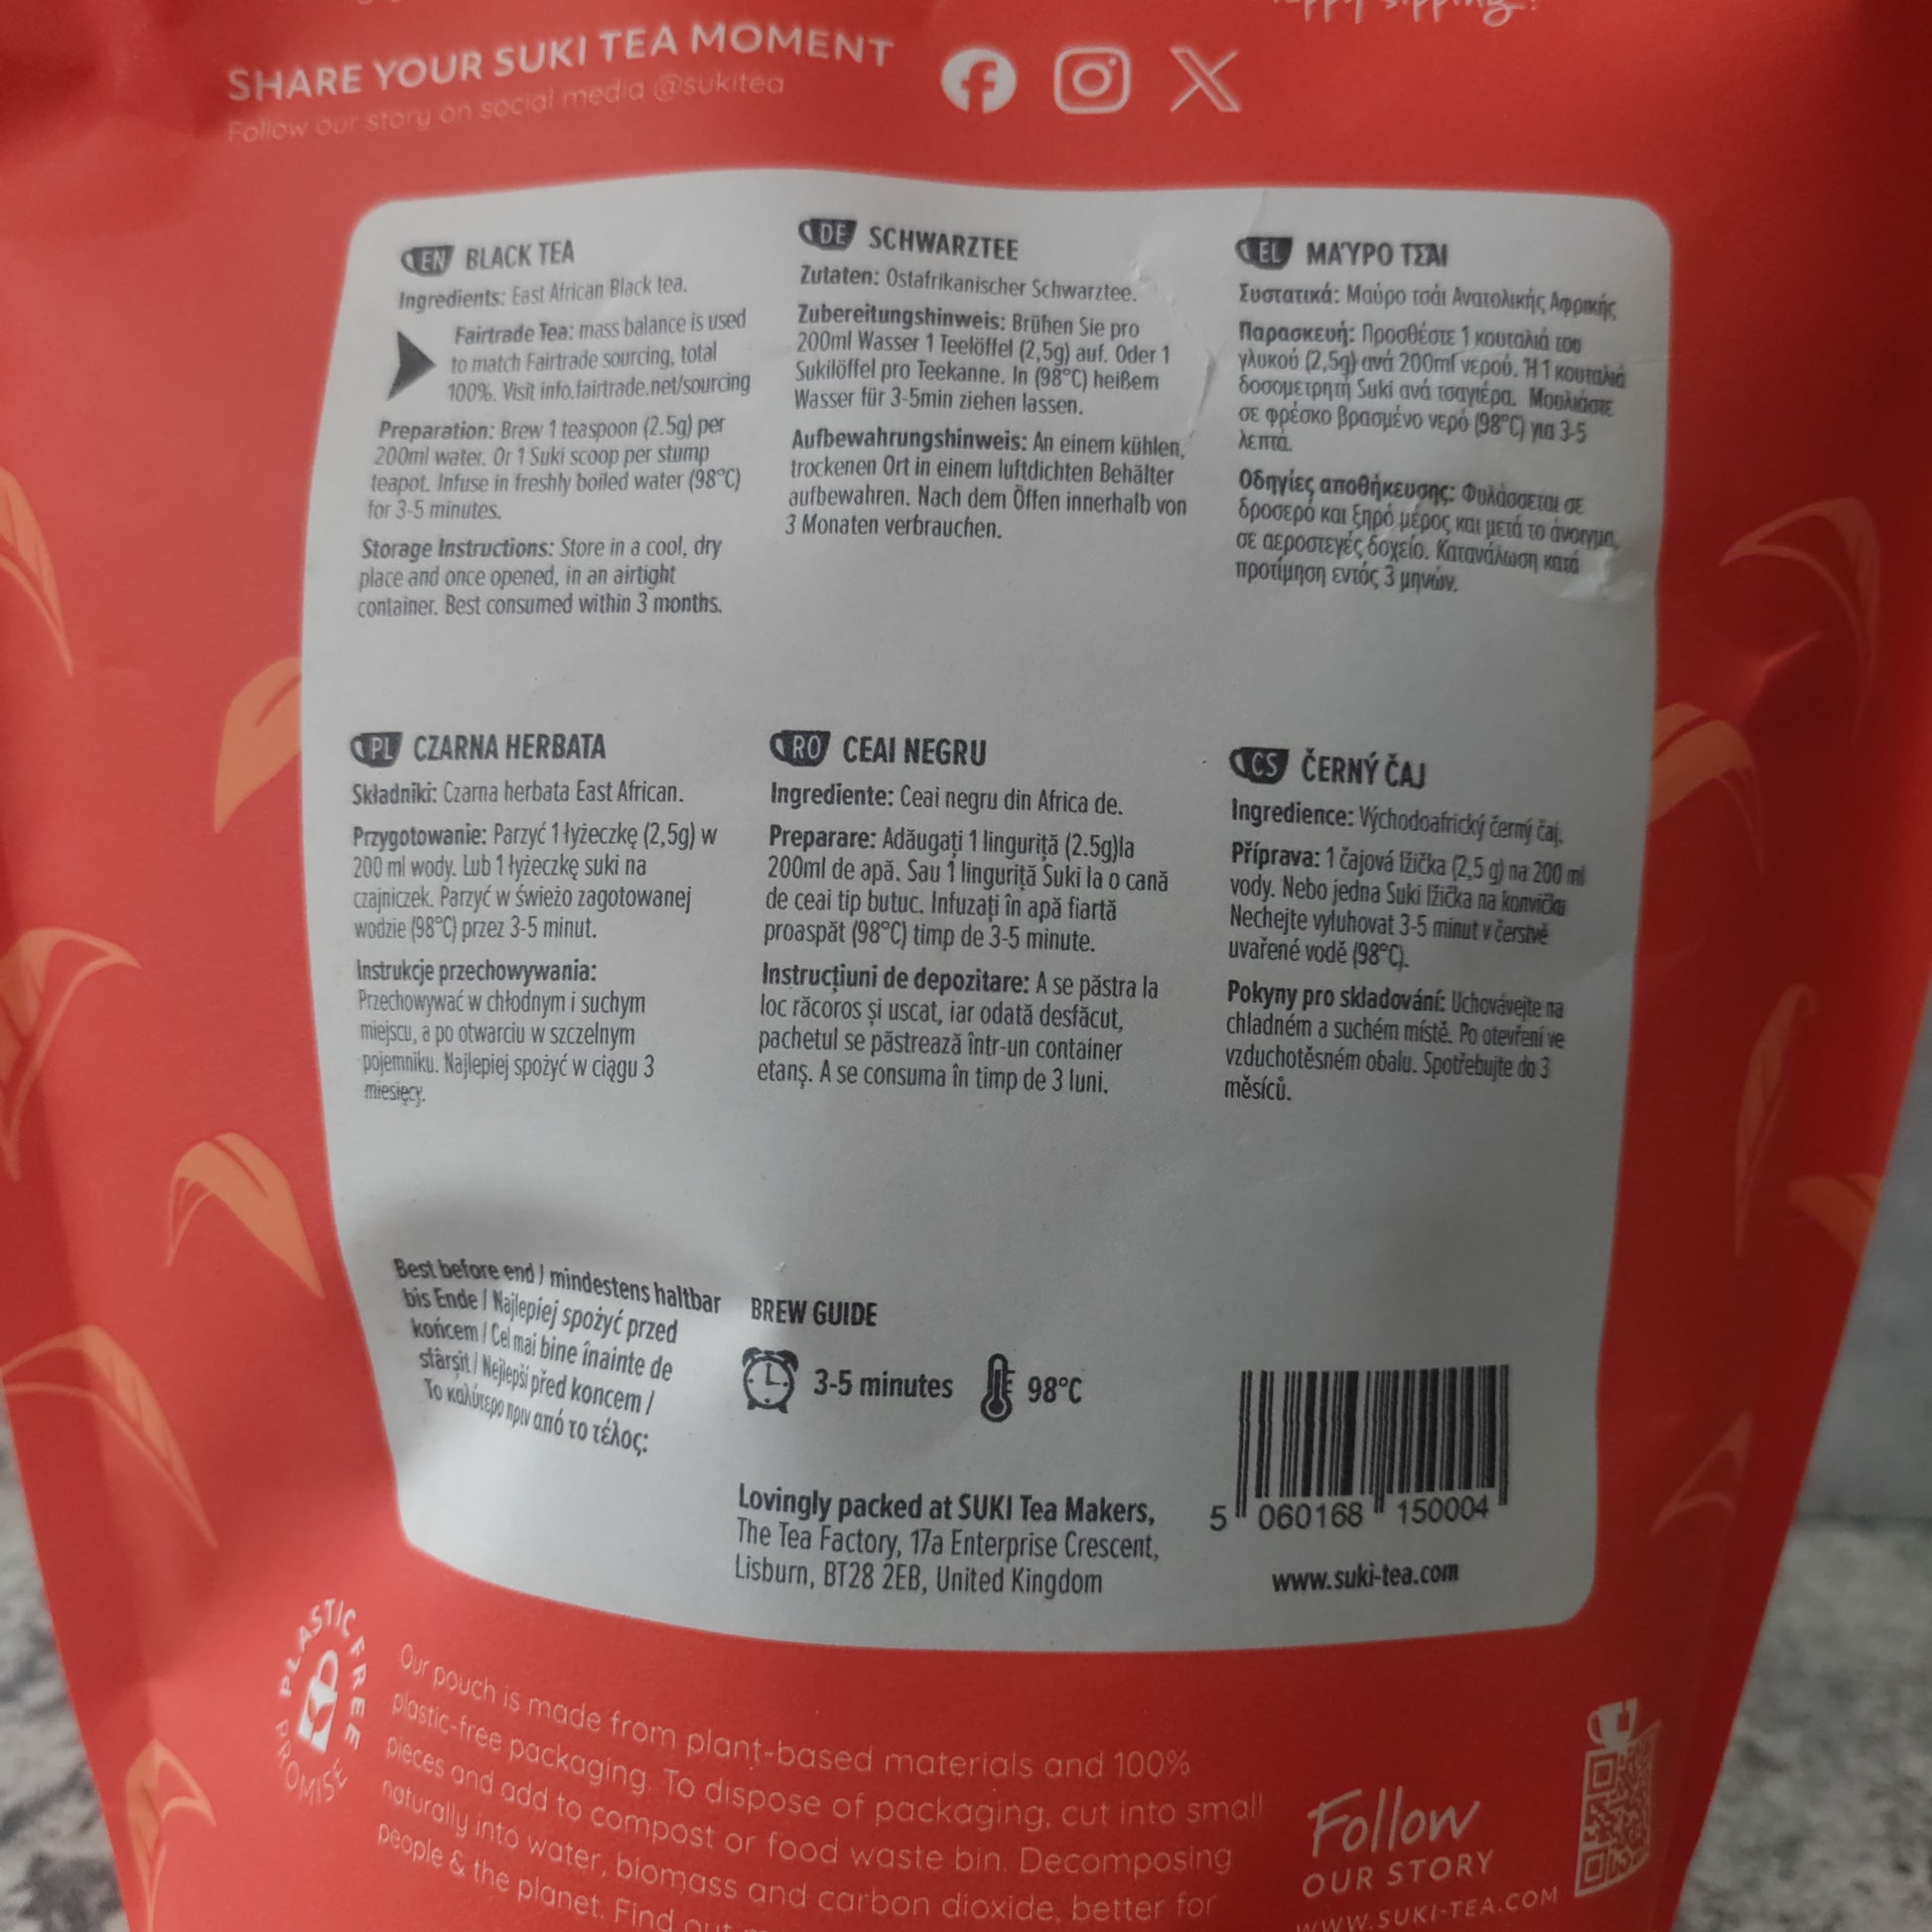 SHARE YOUR SUKI TEA MOMENT
Follow our story on social media @sukitea
EN BLACK TEA
Ingredients: East African Black tea.
Fairtrade Tea: mass balance is used
to match Fairtrade sourcing, total
100%. Visit info.fairtrade.net/sourcing
Preparation: Brew 1 teaspoon (2.5g) per
200ml water. Or 1 Suki scoop per stump
teapot. Infuse in freshly boiled water (98°C)
for 3-5 minutes.
Storage Instructions: Store in a cool, dry
place and once opened, in an airtight
container. Best consumed within 3 months.
DE SCHWARZTEE
Zutaten: Ostafrikanischer Schwarztee.
Zubereitungshinweis: Brühen Sie pro
200ml Wasser 1 Teelöffel (2,5g) auf. Oder 1
Sukilöffel pro Teekanne. In (98°C) heißem
Wasser für 3-5min ziehen lassen.
Aufbewahrungshinweis: An einem kühlen,
trockenen Ort in einem luftdichten Behälter
aufbewahren. Nach dem Öffen innerhalb von
3 Monaten verbrauchen.
EL ΜΑΎΡΟ ΤΣΑΙ
Συστατικά: Μαύρο τσάι Ανατολικής Αφρικής
Παρασκευή: Προσθέστε 1 κουταλιά του
γλυκού (2,5g) ανά 200ml νερού. Ή 1 κουταλιά
δοσομετρητή Suki ανά τσαγιέρα. Μουλιάστε
σε φρέσκο βρασμένο νερό (98°C) για 3-5
λεπτά.
Οδηγίες αποθήκευσης: Φυλάσσεται σε
δροσερό και ξηρό μέρος και μετά το άνοιγμα,
σε αεροστεγές δοχείο. Κατανάλωση κατά
προτίμηση εντός 3 μηνών.
PL CZARNA HERBATA
Składniki: Czarna herbata East African.
Przygotowanie: Parzyć 1 łyżeczkę (2,5g) w
200 ml wody. Lub 1 łyżeczkę suki na
czajniczek. Parzyć w świeżo zagotowanej
wodzie (98°C) przez 3-5 minut.
Instrukcje przechowywania:
Przechowywać w chłodnym i suchym
miejscu, a po otwarciu w szczelnym
pojemniku. Najlepiej spożyć w ciągu 3
miesięcy.
RO CEAI NEGRU
Ingrediente: Ceai negru din Africa de.
Preparare: Adăugați 1 linguriță (2.5g)la
200ml de apă. Sau 1 linguriță Suki la o cană
de ceai tip butuc. Infuzați în apă fiartă
proaspăt (98°C) timp de 3-5 minute.
Instrucțiuni de depozitare: A se păstra la
loc răcoros și uscat, iar odată desfăcut,
pachetul se păstrează într-un container
etanș. A se consuma în timp de 3 luni.
CS ČERNÝ ČAJ
Ingredience: Východoafrický černý čaj.
Příprava: 1 čajová lžička (2,5 g) na 200 ml
vody. Nebo jedna Suki lžička na konvičku
Nechejte vyluhovat 3-5 minut v čerstvě
uvařené vodě (98°C).
Pokyny pro skladování: Uchovávejte na
chladném a suchém místě. Po otevření ve
vzduchotěsném obalu. Spotřebujte do 3
měsíců.
Best before end / mindestens haltbar
bis Ende / Najlepiej spożyć przed
końcem / Cel mai bine înainte de
sfârșit / Nejlepší před koncem /
Το καλύτερο πριν από το τέλος:
BREW GUIDE
3-5 minutes 98°C
Lovingly packed at SUKI Tea Makers,
The Tea Factory, 17a Enterprise Crescent,
Lisburn, BT28 2EB, United Kingdom
5 060168 150004
www.suki-tea.com
PLASTIC FREE
PROMISE
Our pouch is made from plant-based materials and 100%
plastic-free packaging. To dispose of packaging, cut into small
pieces and add to compost or food waste bin. Decomposing
naturally into water, biomass and carbon dioxide, better for
people & the planet. Find out
Follow
OUR STORY
WWW.SUKI-TEA.COM